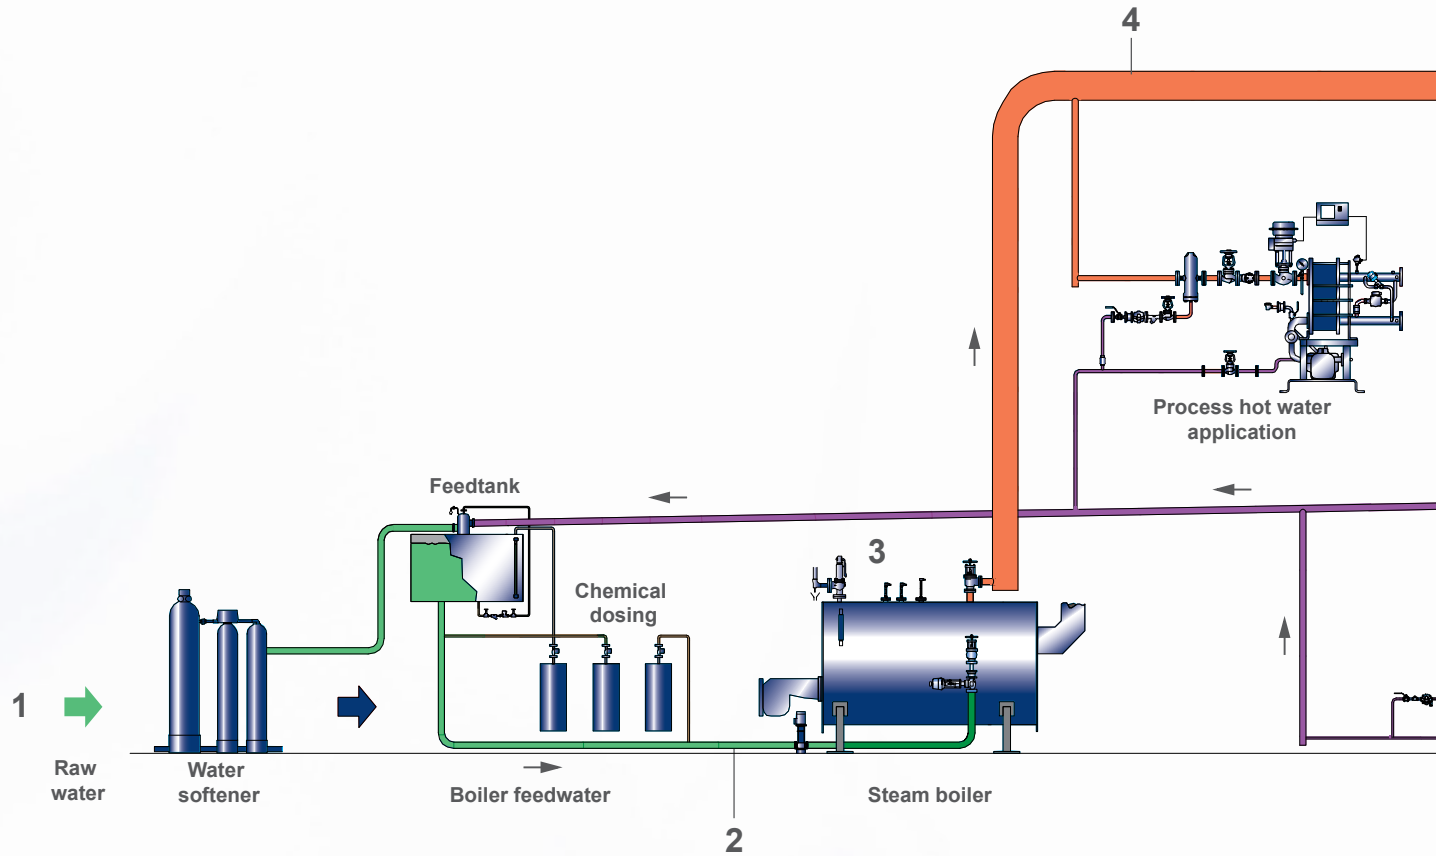 4
Process hot water
application
Feedtank
3
Chemical
dosing
1
Raw
water
Water
softener
Boiler feedwater
Steam boiler
2